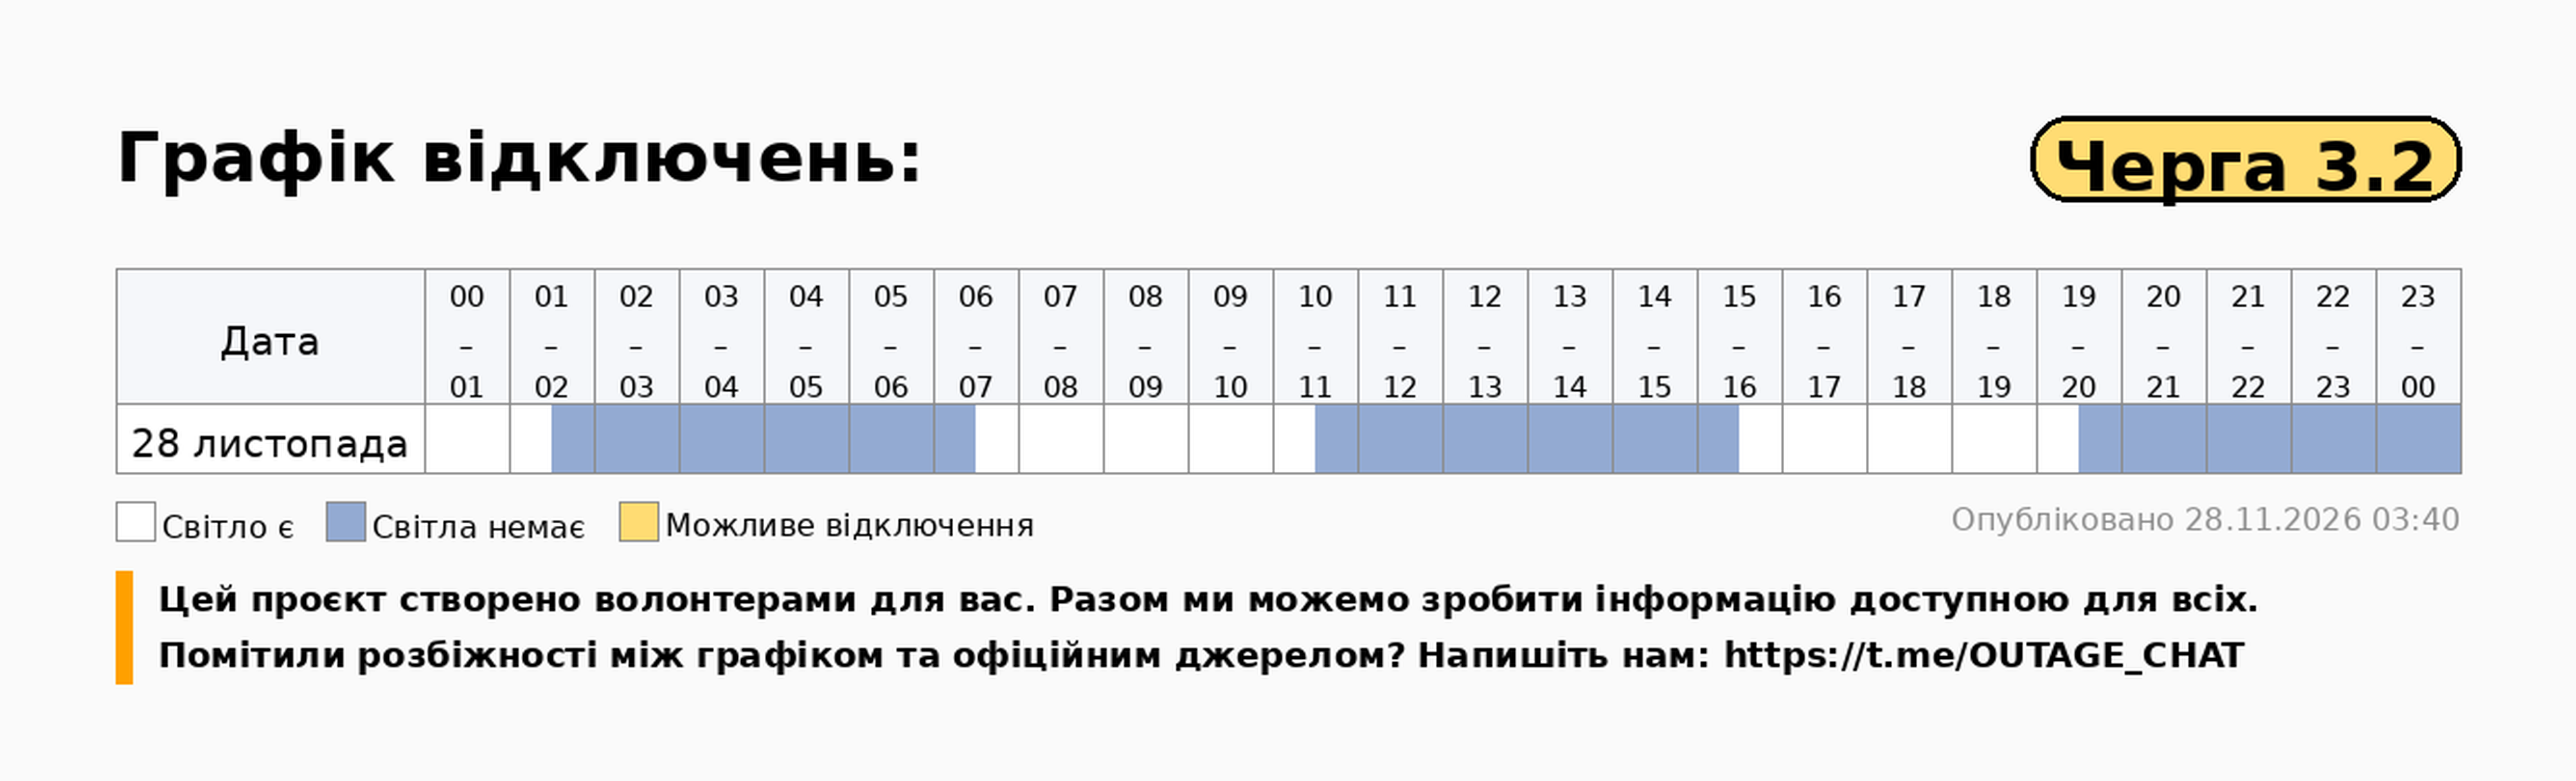 Графік відключень:
Черга 3.2
Дата
00 – 01
01 – 02
02 – 03
03 – 04
04 – 05
05 – 06
06 – 07
07 – 08
08 – 09
09 – 10
10 – 11
11 – 12
12 – 13
13 – 14
14 – 15
15 – 16
16 – 17
17 – 18
18 – 19
19 – 20
20 – 21
21 – 22
22 – 23
23 – 00
28 листопада
Світло є
Світла немає
Можливе відключення
Опубліковано 28.11.2026 03:40
Цей проєкт створено волонтерами для вас. Разом ми можемо зробити інформацію доступною для всіх.
Помітили розбіжності між графіком та офіційним джерелом? Напишіть нам: https://t.me/OUTAGE_CHAT